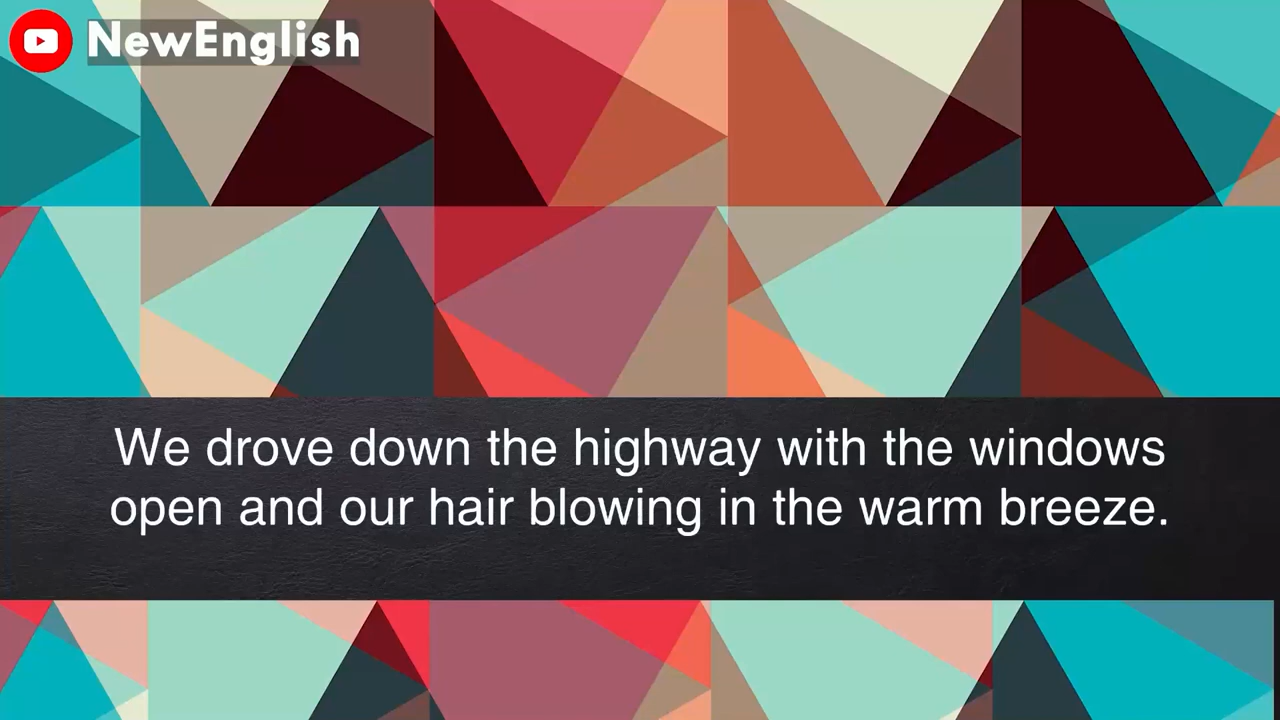 NewEnglish
We drove down the highway with the windows
open and our hair blowing in the warm breeze.